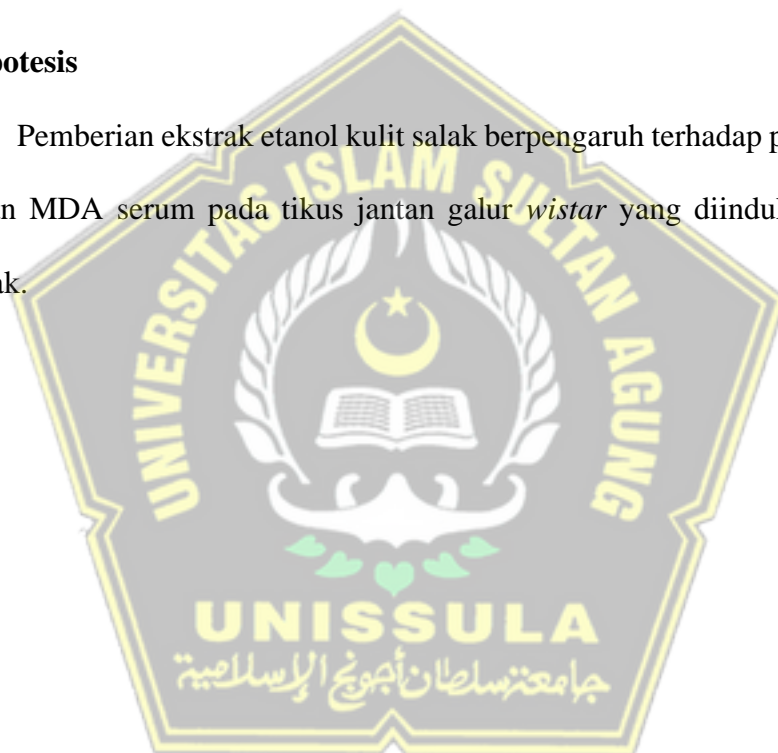 potesis
Pemberian ekstrak etanol kulit salak berpengaruh terhadap p
n MDA serum pada tikus jantan galur wistar yang diinduk
ak.
UNIVERSITAS ISLAM SULTAN AGUNG
UNISSULA
جامعة سلطان أجونج الإسلامية